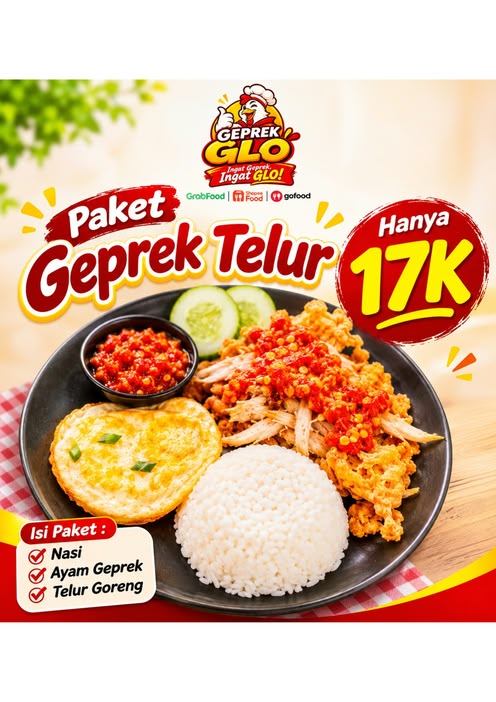 GEPREK
GLO
Ingat Geprek,
Ingat GLO!
GrabFood | Shopee Food | gofood
Paket
Geprek Telur
Hanya
17K
Isi Paket :
Nasi
Ayam Geprek
Telur Goreng